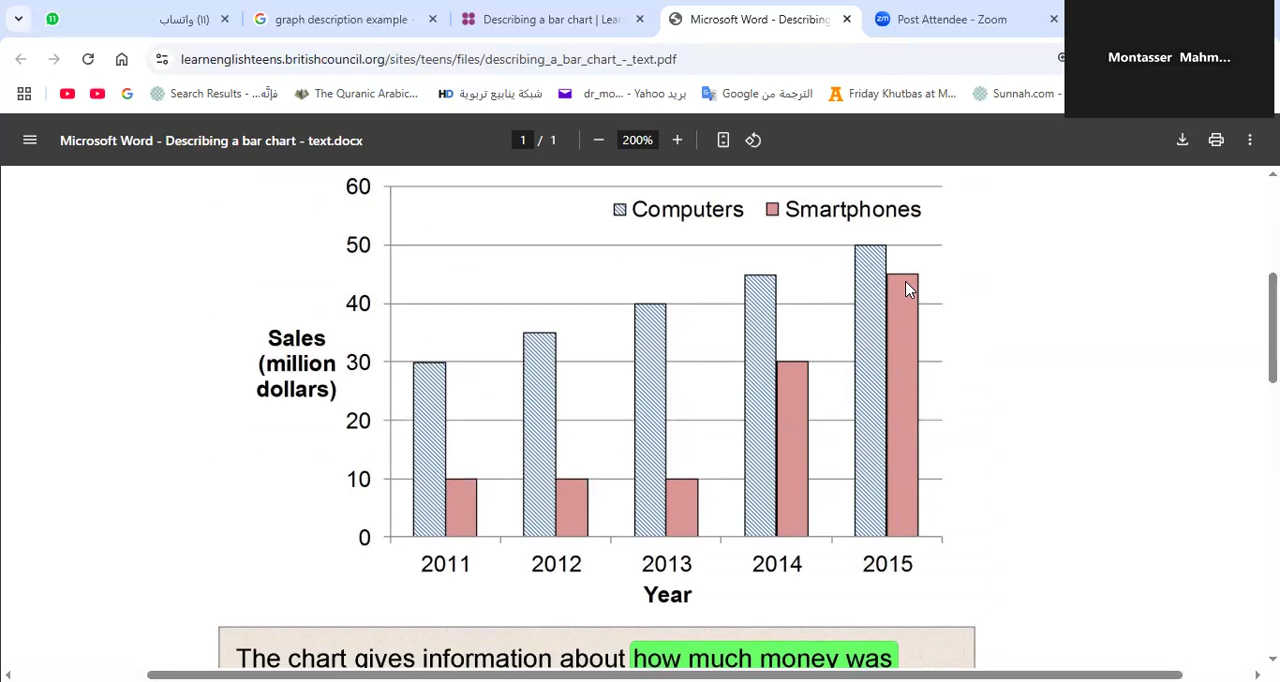 (11) واتساب
graph description example
Describing a bar chart | Lear
Microsoft Word - Describing
Post Attendee - Zoom
learnenglishteens.britishcouncil.org/sites/teens/files/describing_a_bar_chart_-_text.pdf
Montasser Mahm...
Search Results - ...فإنّه
The Quranic Arabic...
HD شبكة ينابيع تربوية
dr_mo... - Yahoo بريد
الترجمة من Google
Friday Khutbas at M...
Sunnah.com -
Microsoft Word - Describing a bar chart - text.docx
1 / 1
200%
60
Computers
Smartphones
50
40
Sales
(million
dollars)
30
20
10
0
2011 2012 2013 2014 2015
Year
The chart gives information about how much money was